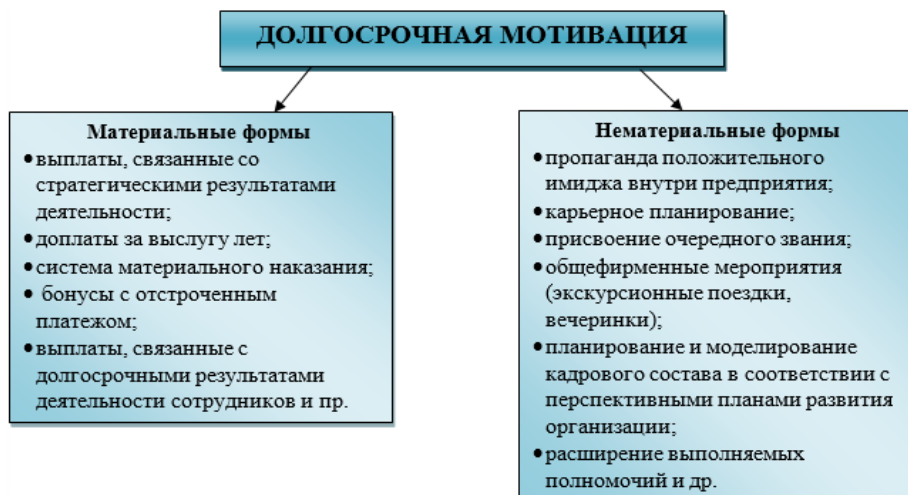 ДОЛГОСРОЧНАЯ МОТИВАЦИЯ
Материальные формы
•выплаты, связанные со
стратегическими результатами
деятельности;
•доплаты за выслугу лет;
•система материального наказания;
• бонусы с отстроченным
платежом;
•выплаты, связанные с
долгосрочными результатами
деятельности сотрудников и пр.
Нематериальные формы
•пропаганда положительного
имиджа внутри предприятия;
•карьерное планирование;
•присвоение очередного звания;
•общефирменные мероприятия
(экскурсионные поездки,
вечеринки);
•планирование и моделирование
кадрового состава в соответствии с
перспективными планами развития
организации;
•расширение выполняемых
полномочий и др.